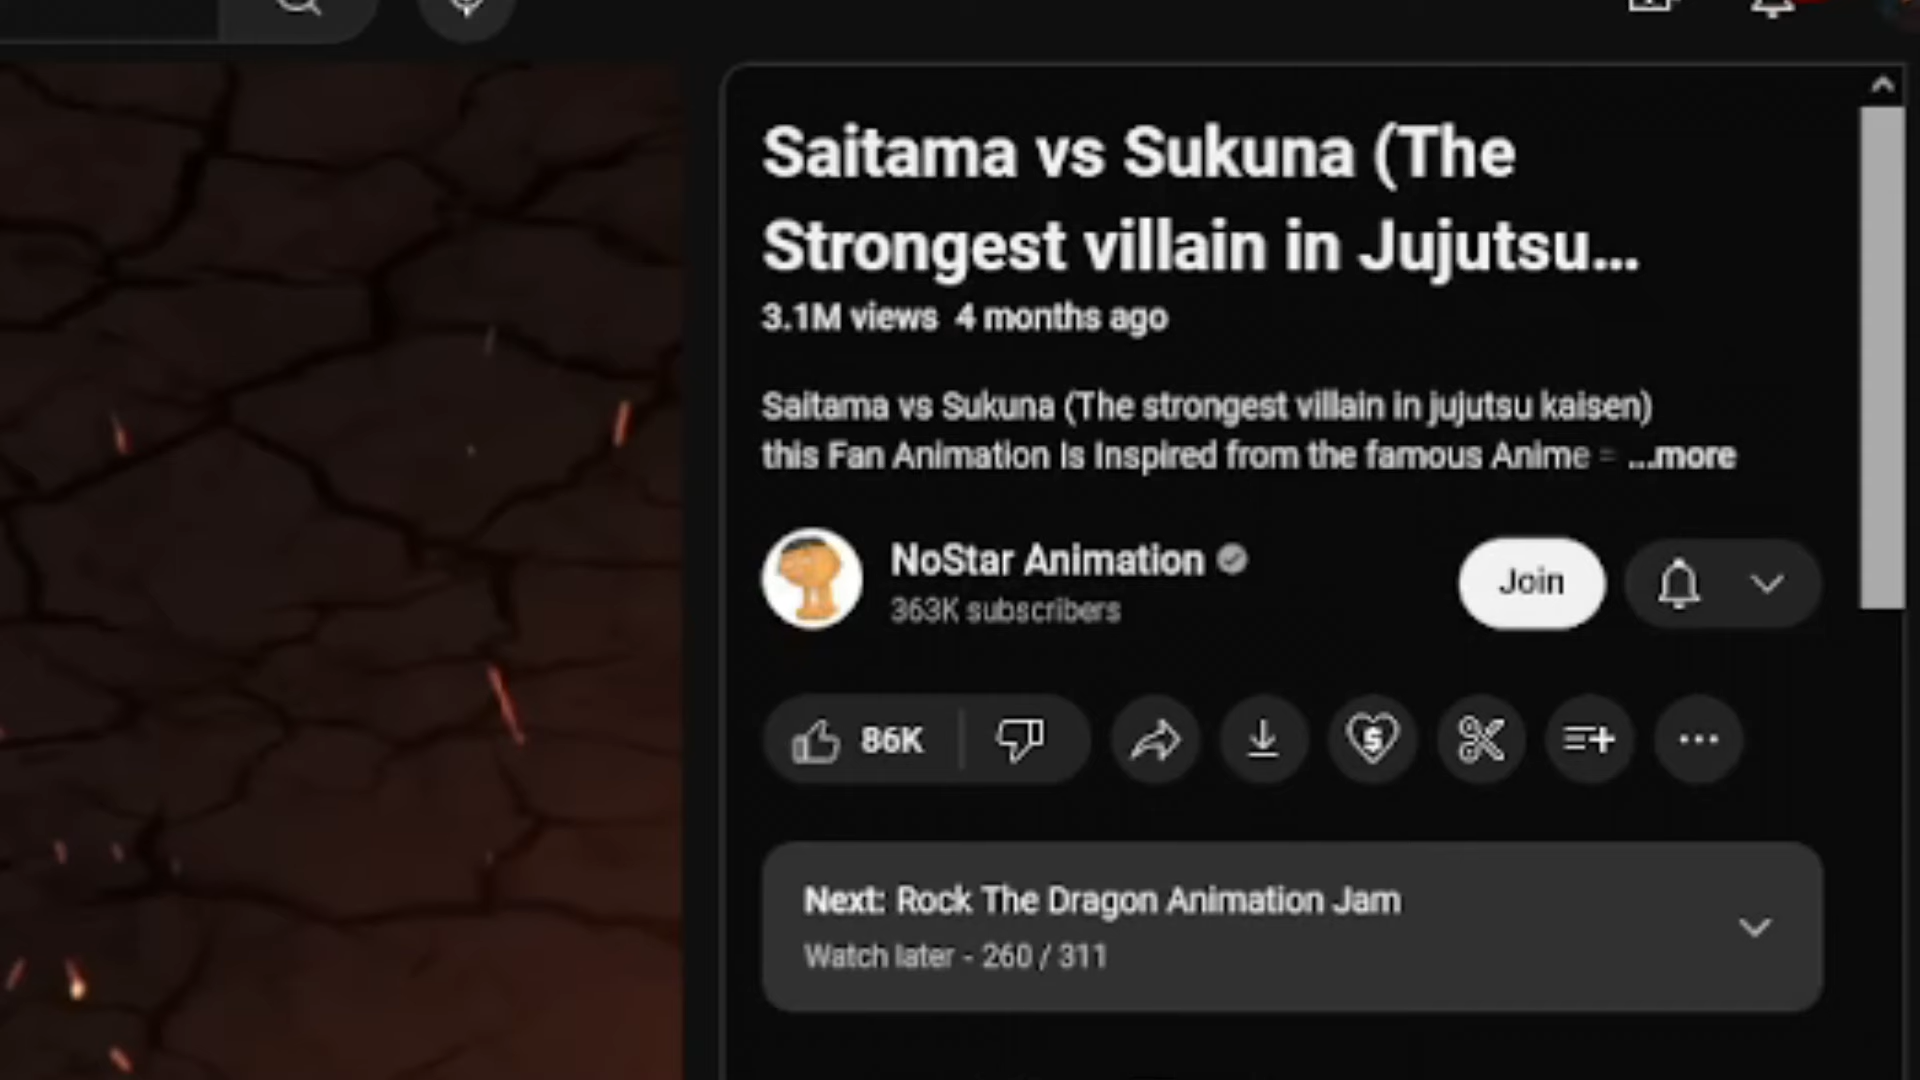 Saitama vs Sukuna (The
Strongest villain in Jujutsu...
3.1M views 4 months ago
Saitama vs Sukuna (The strongest villain in jujutsu kaisen)
this Fan Animation Is Inspired from the famous Anime = ...more
NoStar Animation
363K subscribers
Join
86K
Next: Rock The Dragon Animation Jam
Watch later - 260 / 311